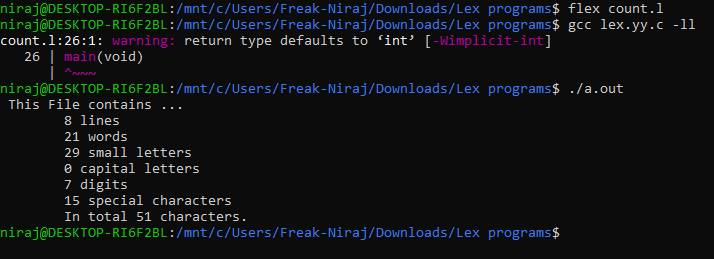 niraj@DESKTOP-RI6F2BL:/mnt/c/Users/Freak-Niraj/Downloads/Lex programs$ flex count.l
niraj@DESKTOP-RI6F2BL:/mnt/c/Users/Freak-Niraj/Downloads/Lex programs$ gcc lex.yy.c -ll
count.l:26:1: warning: return type defaults to ‘int’ [-Wimplicit-int]
   26 | main(void)
      | ^~~~
niraj@DESKTOP-RI6F2BL:/mnt/c/Users/Freak-Niraj/Downloads/Lex programs$ ./a.out
 This File contains ...
        8 lines
        21 words
        29 small letters
        0 capital letters
        7 digits
        15 special characters
        In total 51 characters.
niraj@DESKTOP-RI6F2BL:/mnt/c/Users/Freak-Niraj/Downloads/Lex programs$